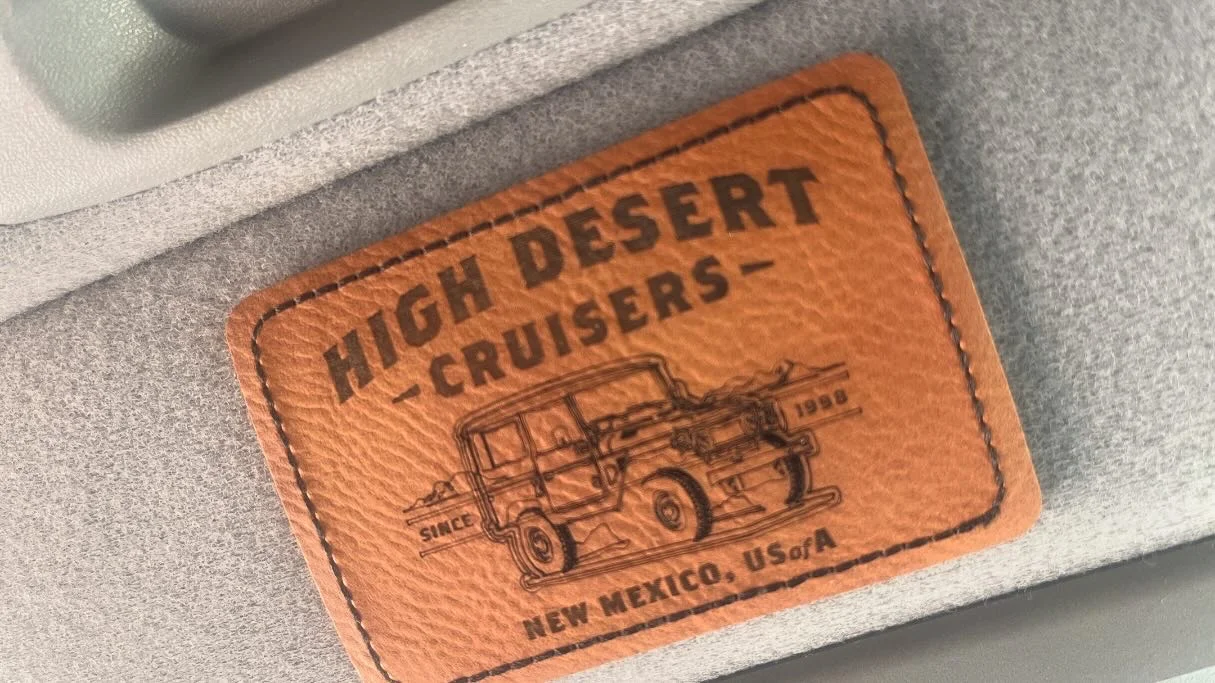 HIGH DESERT
CRUISERS
SINCE
1998
NEW MEXICO, USofA